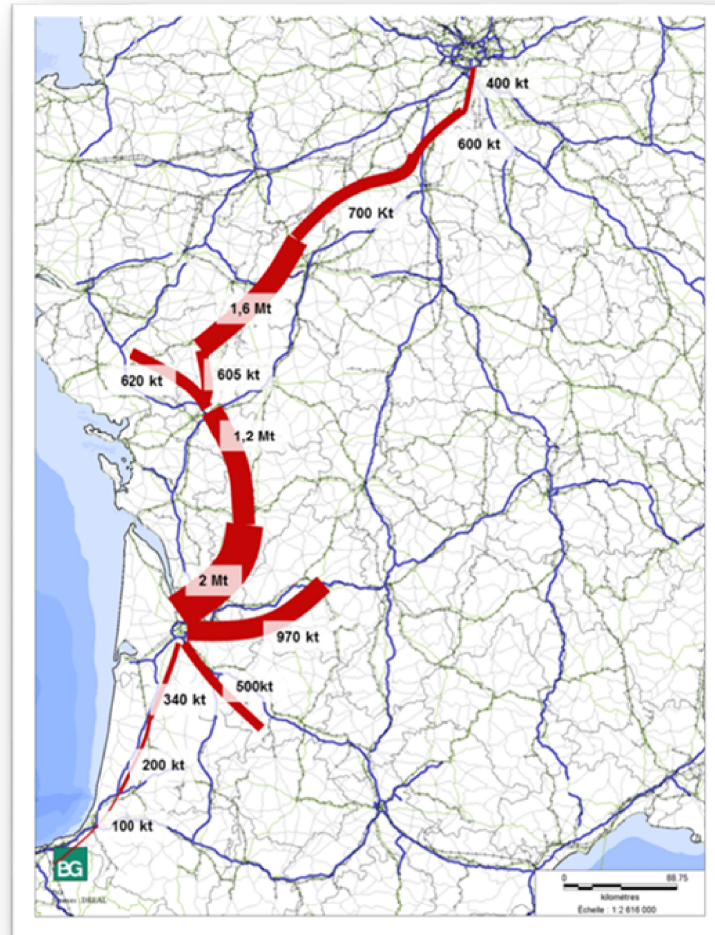 400 kt
600 kt
700 Kt
1,6 Mt
620 kt
605 kt
1,2 Mt
2 Mt
970 kt
340 kt
500kt
200 kt
100 kt
BG
DREAL
0 88.75
kilomètres
Échelle : 1:2 616 000